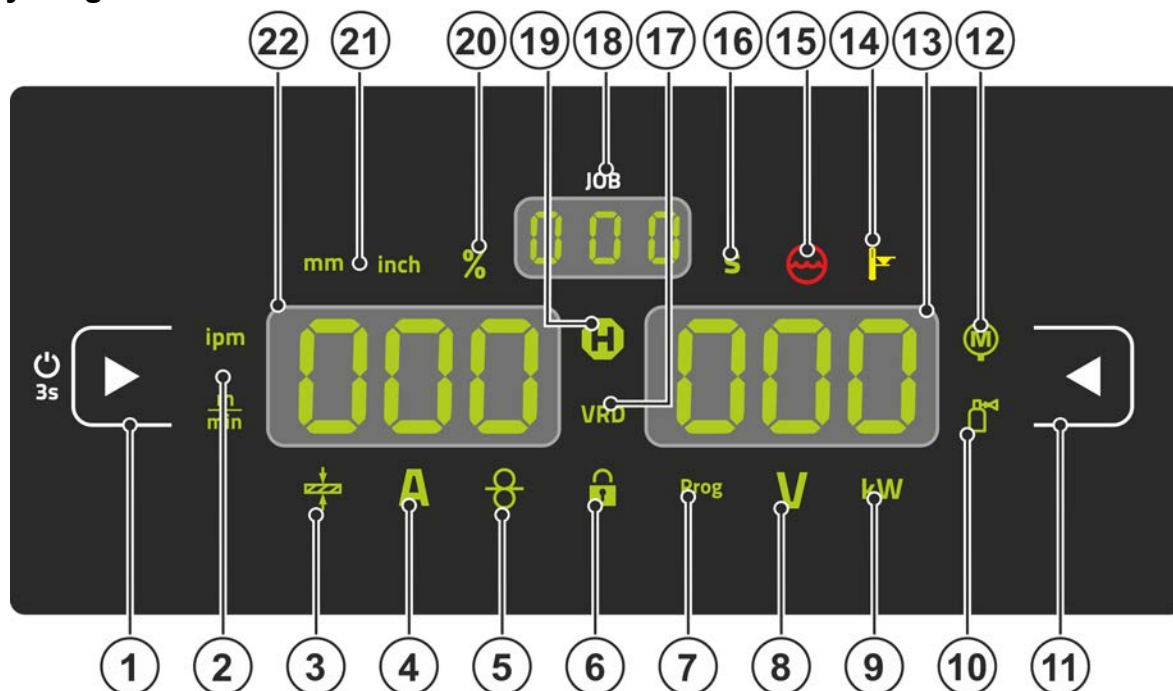 22 21 20 19 18 17 16 15 14 13 12
JOB
000
mm inch % s
ipm
000 H 000 M
3s
m
min
VRD
A Prog V kW
1 2 3 4 5 6 7 8 9 10 11